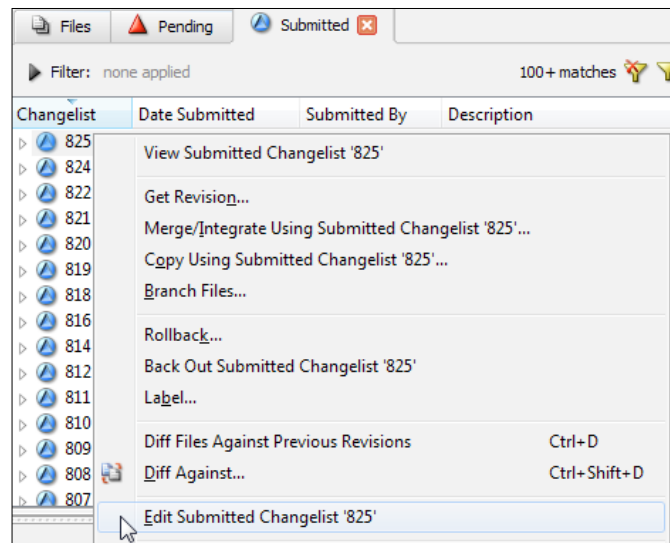 Files Pending Submitted
Filter: none applied 100+ matches
Changelist Date Submitted Submitted By Description
825
824
822
821
820
819
818
816
814
812
811
810
809
808
807
View Submitted Changelist '825'
Get Revision...
Merge/Integrate Using Submitted Changelist '825'...
Copy Using Submitted Changelist '825'...
Branch Files...
Rollback...
Back Out Submitted Changelist '825'
Label...
Diff Files Against Previous Revisions Ctrl+D
Diff Against... Ctrl+Shift+D
Edit Submitted Changelist '825'